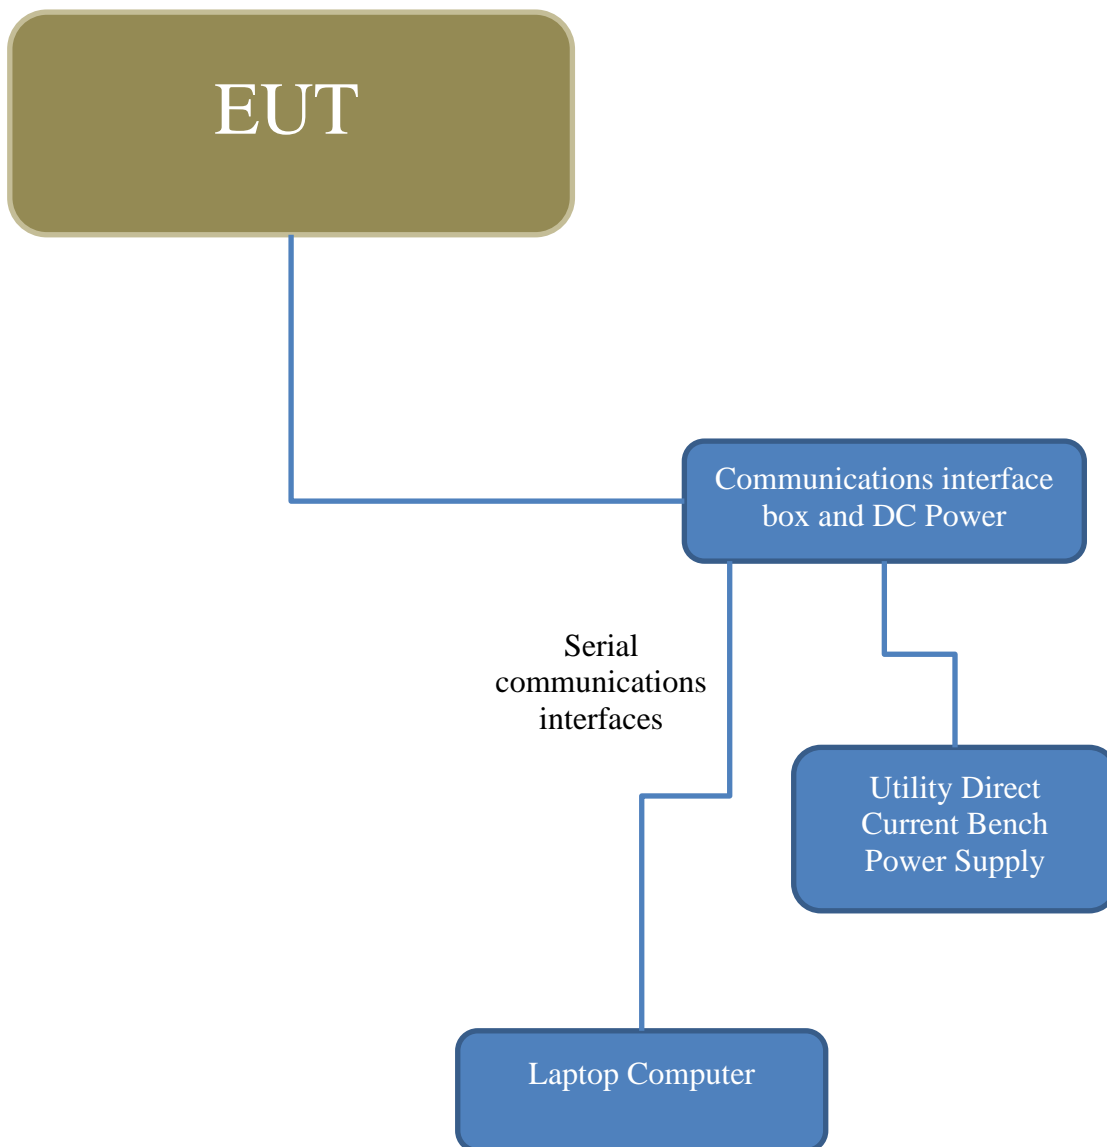 EUT
Communications interface
box and DC Power
Serial
communications
interfaces
Utility Direct
Current Bench
Power Supply
Laptop Computer